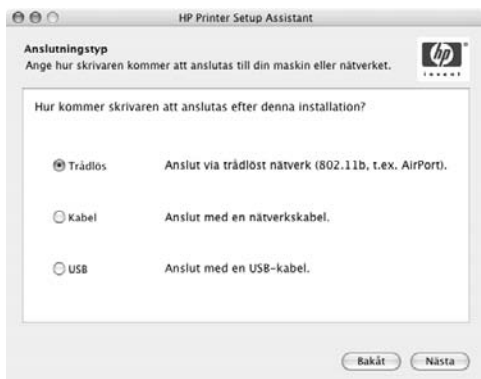 HP Printer Setup Assistant
Anslutningstyp
Ange hur skrivaren kommer att anslutas till din maskin eller nätverket.
hp
invent
Hur kommer skrivaren att anslutas efter denna installation?
Trådlös Anslut via trådlöst nätverk (802.11b, t.ex. AirPort).
Kabel Anslut med en nätverkskabel.
USB Anslut med en USB-kabel.
Bakåt Nästa